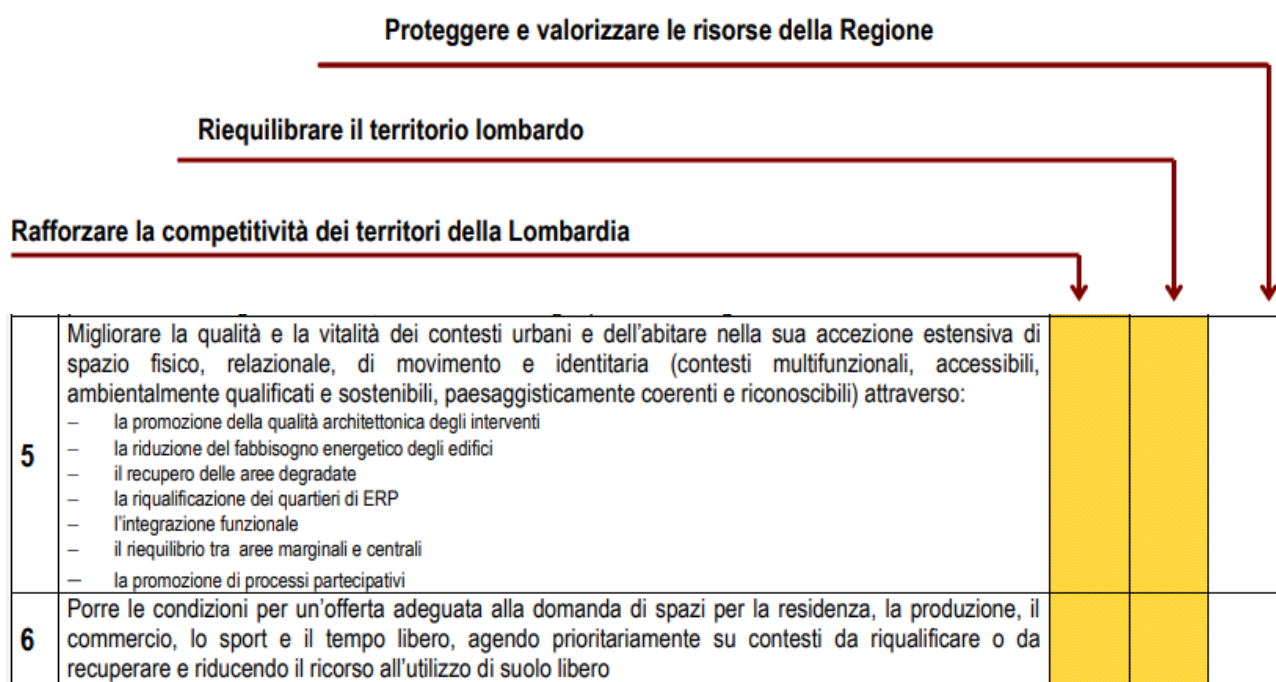 Proteggere e valorizzare le risorse della Regione
Riequilibrare il territorio lombardo
Rafforzare la competitività dei territori della Lombardia
5
Migliorare la qualità e la vitalità dei contesti urbani e dell’abitare nella sua accezione estensiva di
spazio fisico, relazionale, di movimento e identitaria (contesti multifunzionali, accessibili,
ambientalmente qualificati e sostenibili, paesaggisticamente coerenti e riconoscibili) attraverso:
– la promozione della qualità architettonica degli interventi
– la riduzione del fabbisogno energetico degli edifici
– il recupero delle aree degradate
– la riqualificazione dei quartieri di ERP
– l’integrazione funzionale
– il riequilibrio tra aree marginali e centrali
– la promozione di processi partecipativi
6
Porre le condizioni per un’offerta adeguata alla domanda di spazi per la residenza, la produzione, il
commercio, lo sport e il tempo libero, agendo prioritariamente su contesti da riqualificare o da
recuperare e riducendo il ricorso all’utilizzo di suolo libero